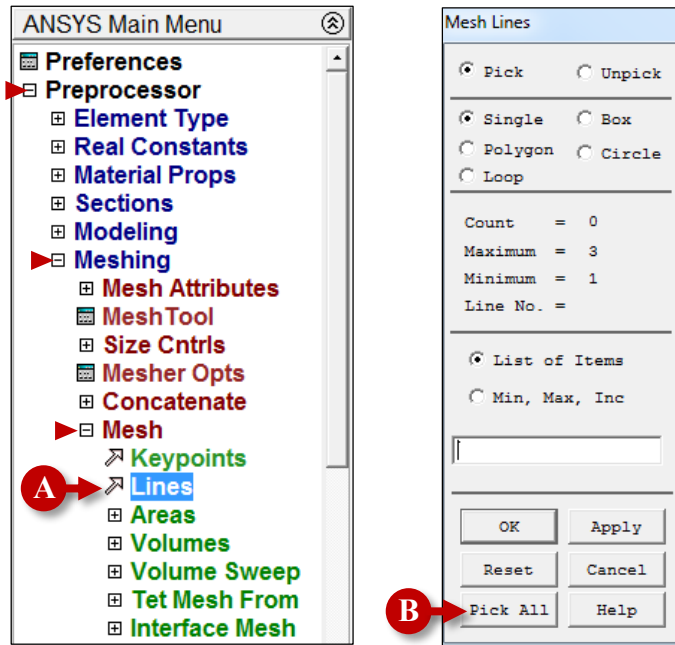 ANSYS Main Menu
Preferences
Preprocessor
Element Type
Real Constants
Material Props
Sections
Modeling
Meshing
Mesh Attributes
MeshTool
Size Cntrls
Mesher Opts
Concatenate
Mesh
Keypoints
A
Lines
Areas
Volumes
Volume Sweep
Tet Mesh From
Interface Mesh
Mesh Lines
Pick Unpick
Single Box
Polygon Circle
Loop
Count = 0
Maximum = 3
Minimum = 1
Line No. =
List of Items
Min, Max, Inc
OK Apply
Reset Cancel
B Pick All Help